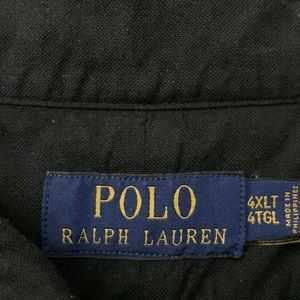 POLO
RALPH LAUREN
4XLT
4TGL
MADE IN
PHILIPPINES